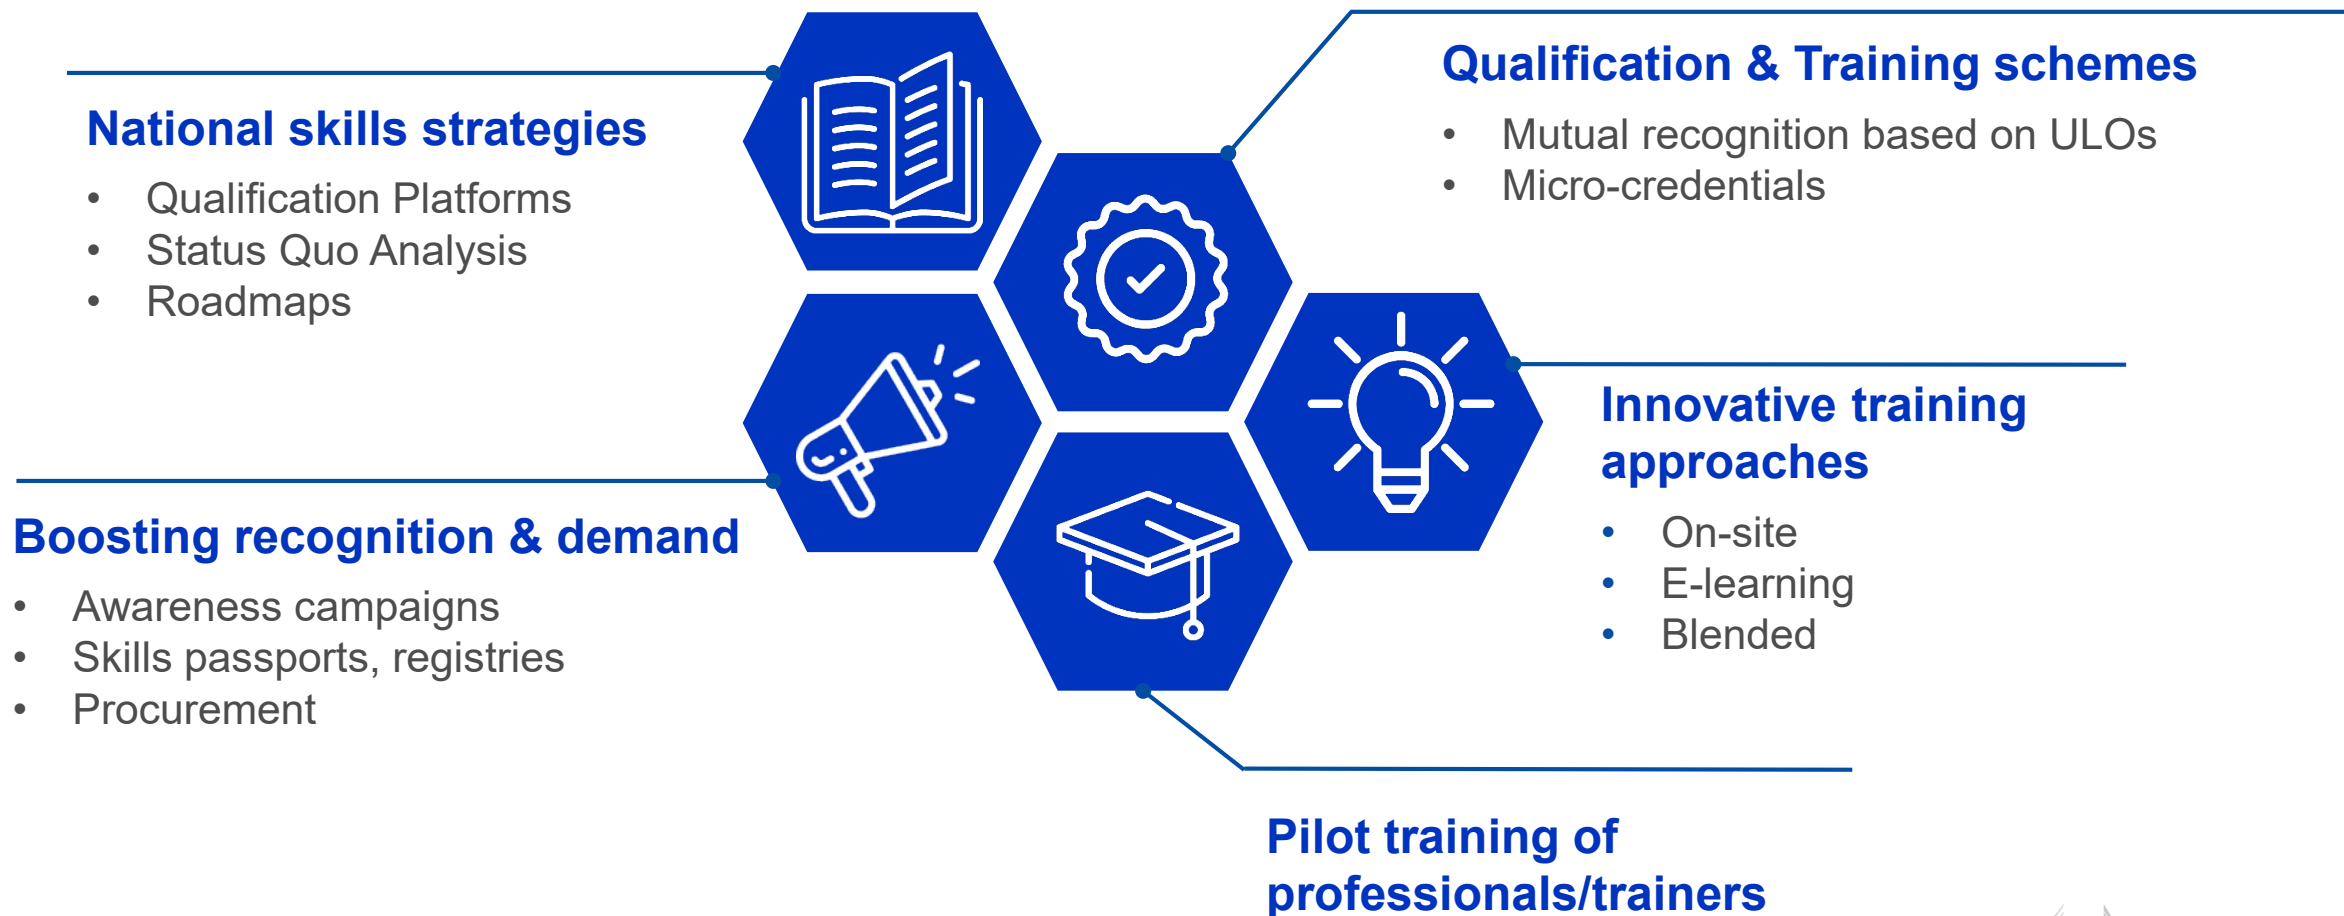 National skills strategies
• Qualification Platforms
• Status Quo Analysis
• Roadmaps
Qualification & Training schemes
• Mutual recognition based on ULOs
• Micro-credentials
Innovative training
approaches
• On-site
• E-learning
• Blended
Boosting recognition & demand
• Awareness campaigns
• Skills passports, registries
• Procurement
Pilot training of
professionals/trainers